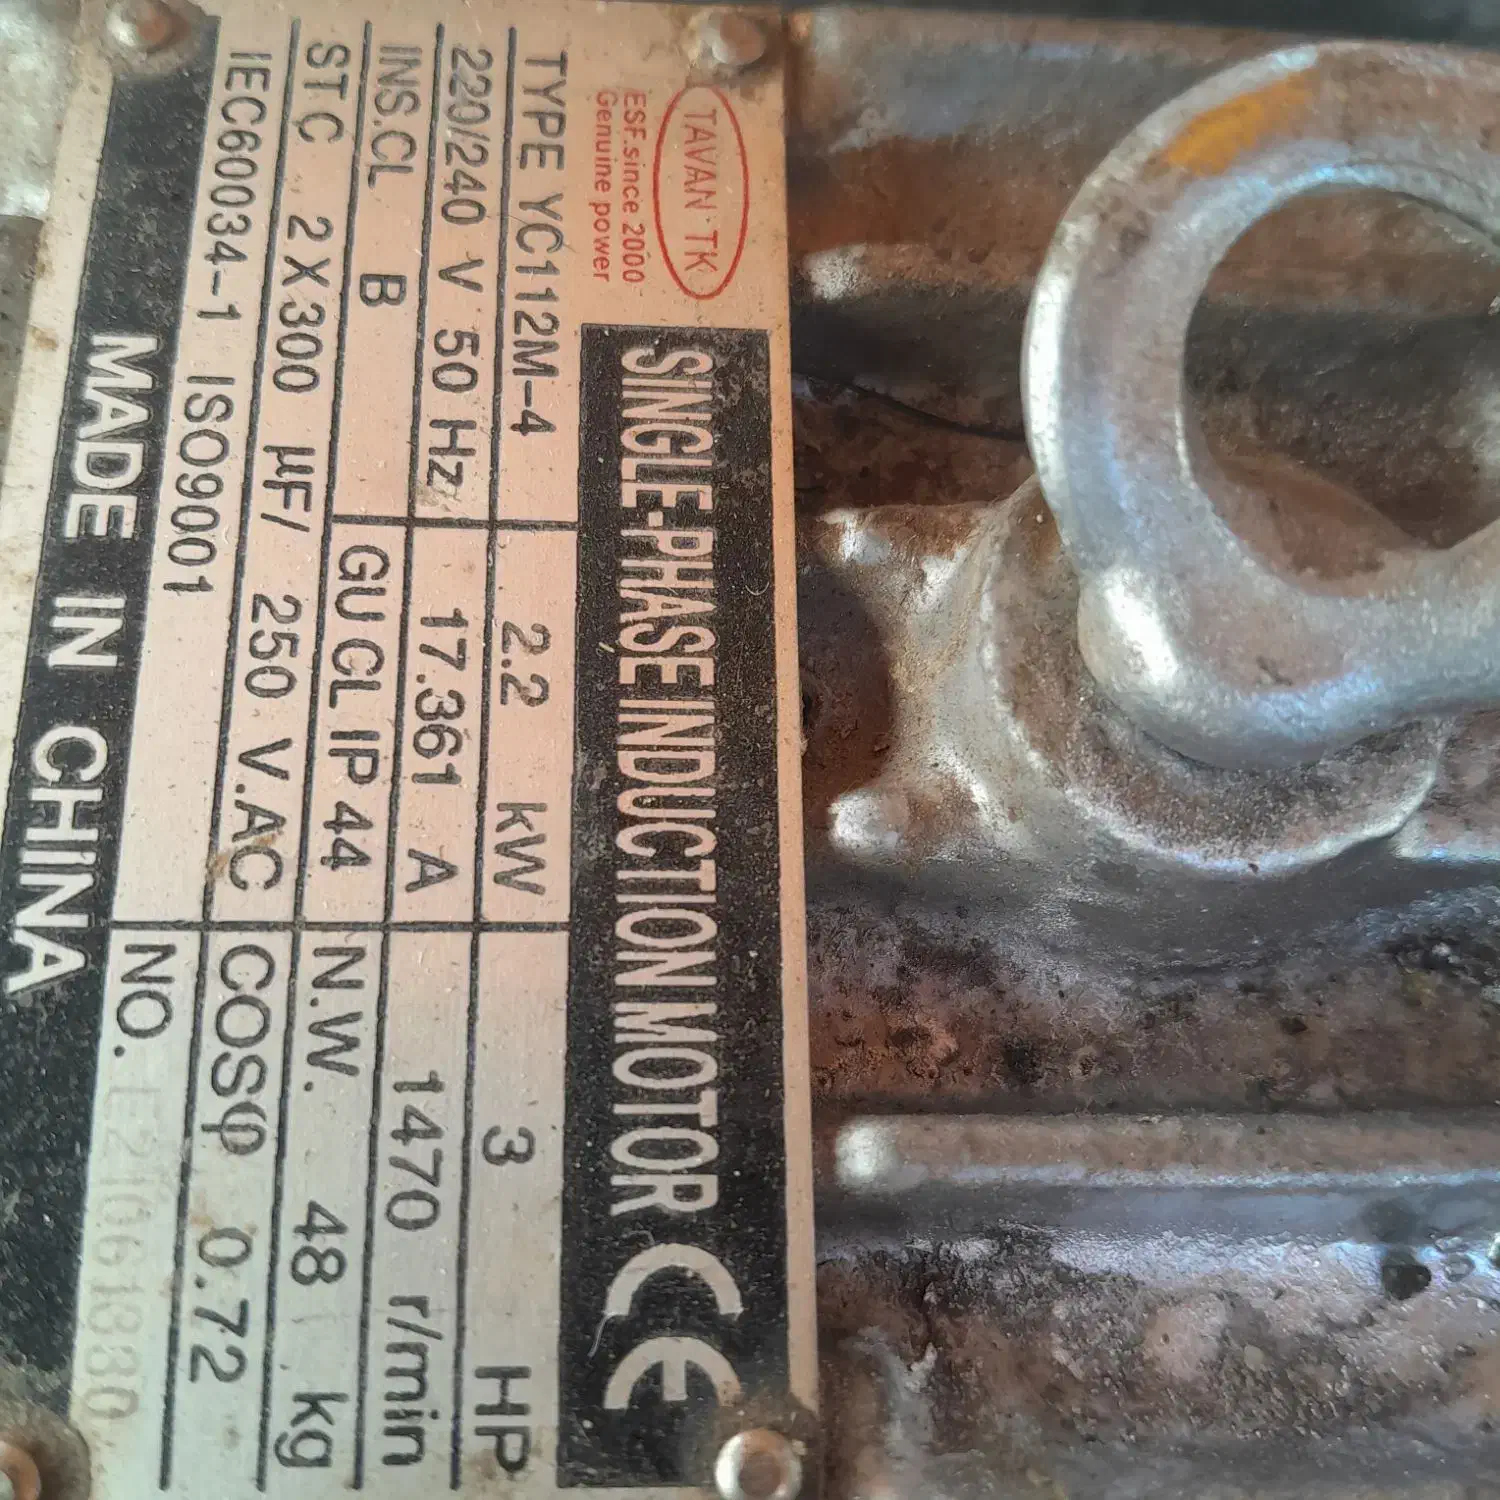 TAVAN TK
ESF.since 2000
Genuine power
SINGLE-PHASE INDUCTION MOTOR CE
TYPE YC112M-4 2.2 kW 3 HP
220/240 V 50 Hz 17.361 A 1470 r/min
INS.CL B GU CL IP 44 N.W. 48 kg
ST C 2X300 µF/ 250 V.AC COSφ 0.72
IEC60034-1 ISO9001 NO.
MADE IN CHINA